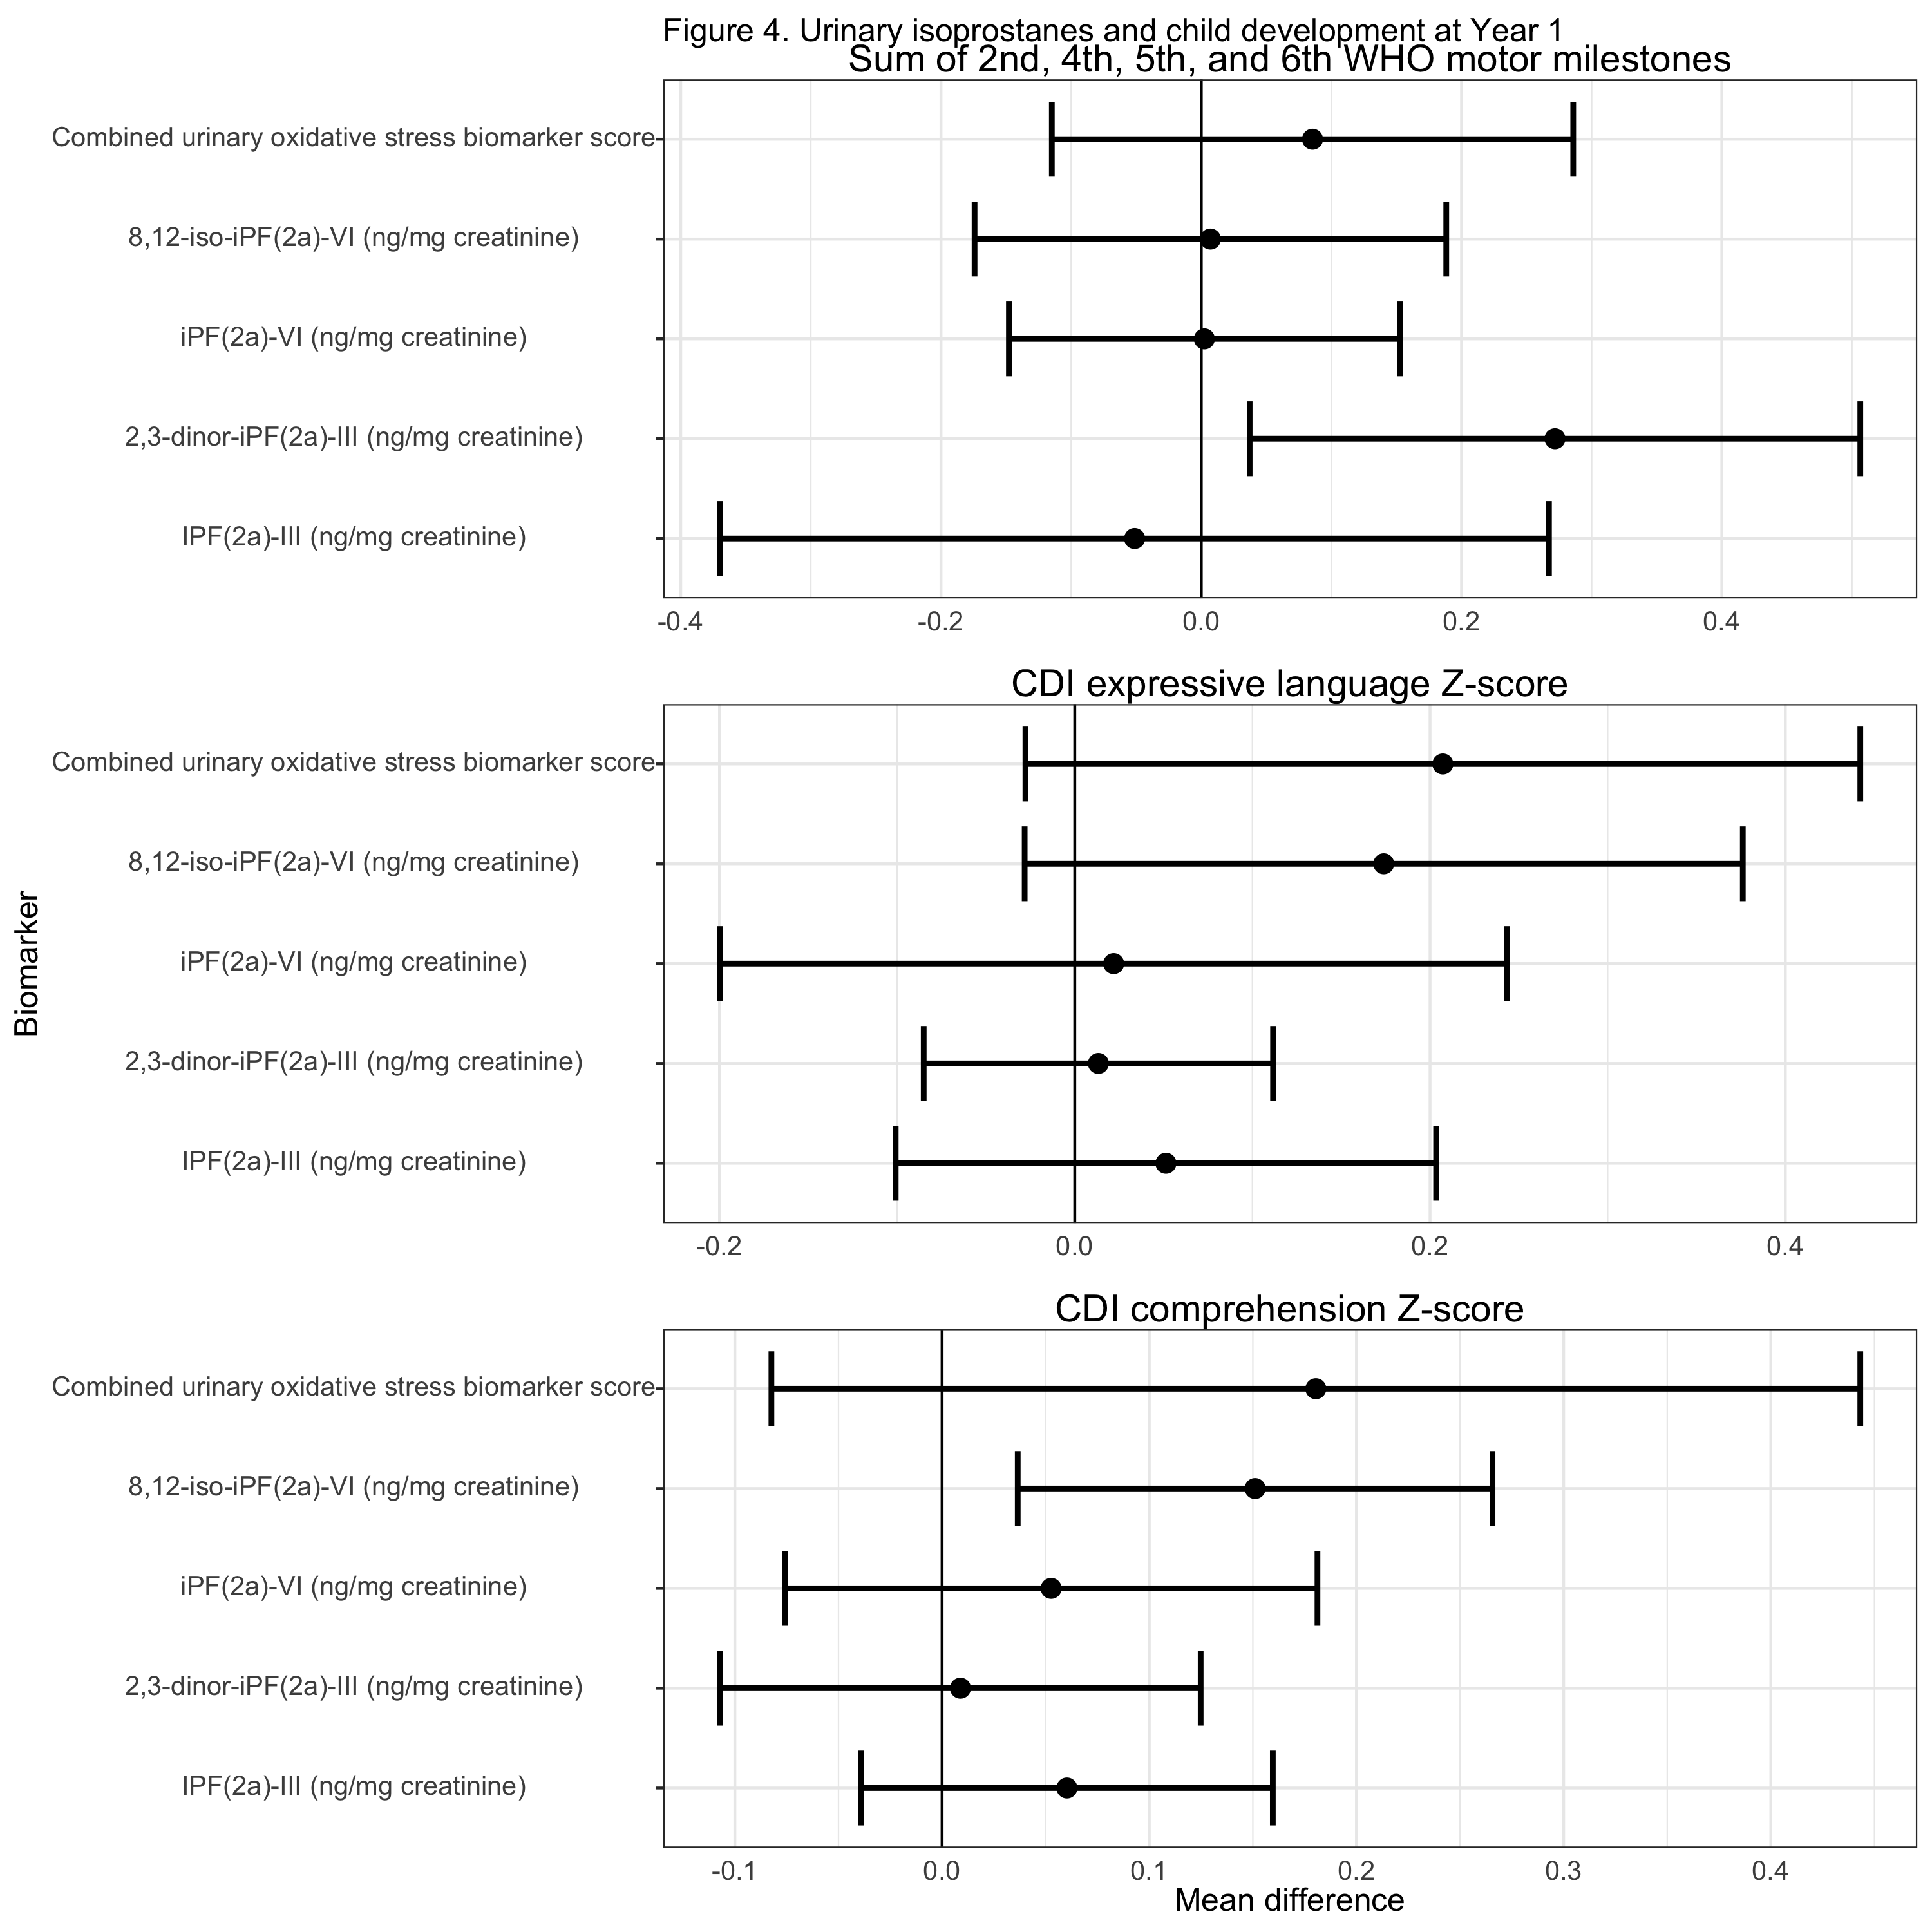 Figure 4. Urinary isoprostanes and child development at Year 1
Sum of 2nd, 4th, 5th, and 6th WHO motor milestones
Combined urinary oxidative stress biomarker score
8,12-iso-iPF(2a)-VI (ng/mg creatinine)
iPF(2a)-VI (ng/mg creatinine)
2,3-dinor-iPF(2a)-III (ng/mg creatinine)
IPF(2a)-III (ng/mg creatinine)
-0.4 -0.2 0.0 0.2 0.4
CDI expressive language Z-score
Combined urinary oxidative stress biomarker score
8,12-iso-iPF(2a)-VI (ng/mg creatinine)
iPF(2a)-VI (ng/mg creatinine)
2,3-dinor-iPF(2a)-III (ng/mg creatinine)
IPF(2a)-III (ng/mg creatinine)
-0.2 0.0 0.2 0.4
Biomarker
CDI comprehension Z-score
Combined urinary oxidative stress biomarker score
8,12-iso-iPF(2a)-VI (ng/mg creatinine)
iPF(2a)-VI (ng/mg creatinine)
2,3-dinor-iPF(2a)-III (ng/mg creatinine)
IPF(2a)-III (ng/mg creatinine)
-0.1 0.0 0.1 0.2 0.3 0.4
Mean difference